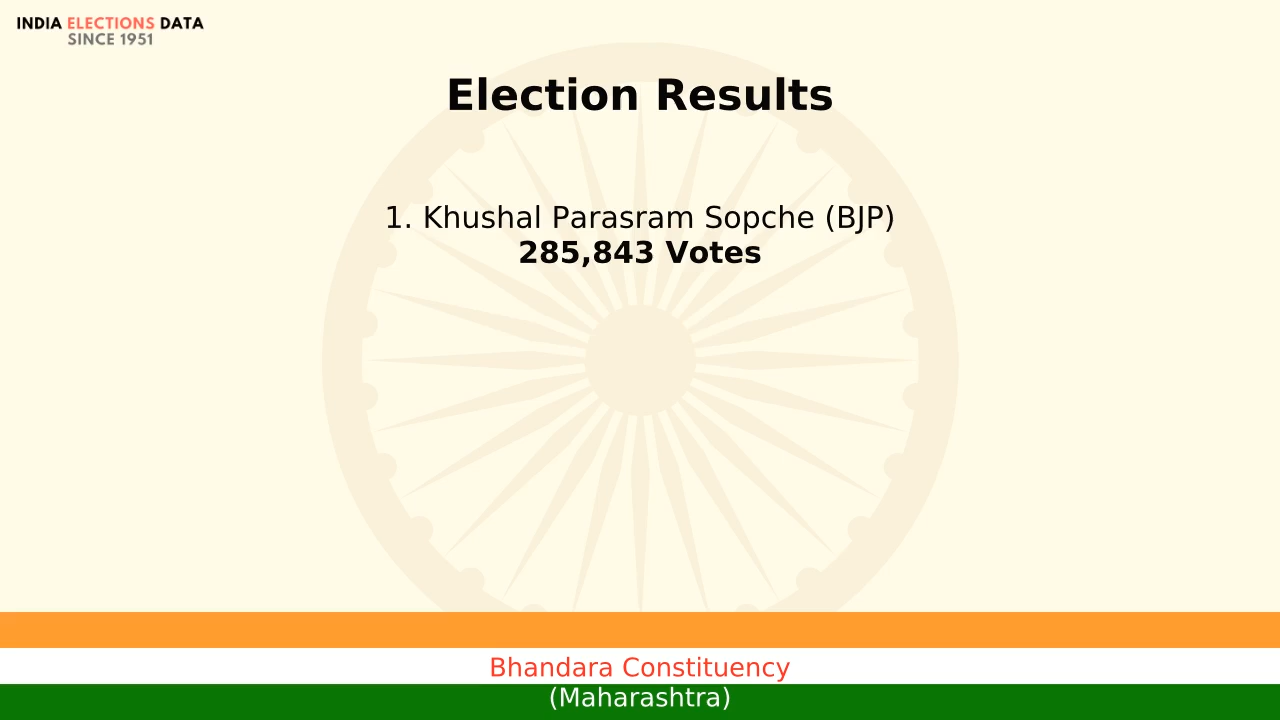 INDIA ELECTIONS DATA
SINCE 1951
Election Results
1. Khushal Parasram Sopche (BJP)
285,843 Votes
Bhandara Constituency
(Maharashtra)